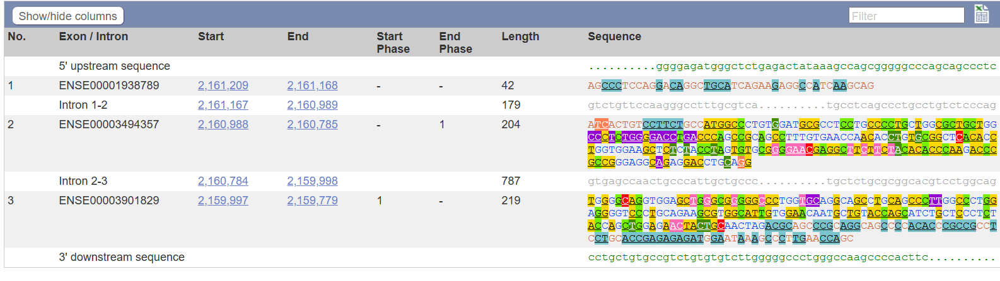 Show/hide columns Filter
No. Exon / Intron Start End Start Phase End Phase Length Sequence
5' upstream sequence ..........ggggagatgggctctgagactataaagccagcgggggcccagcagccctc
1 ENSE00001938789 2,161,209 2,161,168 - - 42 AGCCCTCCAGGACAGGCTGCATCAGAAGAGGCCATCAAGCAG
Intron 1-2 2,161,167 2,160,989 179 gtctgttccaagggcctttgcgtca..........tgcctcagccctgcctgtctcccag
2 ENSE00003494357 2,160,988 2,160,785 - 1 204 ATCACTGTCCTTCTGCCATGGCCCTGTGGATGCGCCTCCTGCCCCTGCTGGCGCTGCTGG
CCCTCTGGGGACCTGACCCAGCCGCAGCCTTTGTGAACCAACACCTGTGCGGCTCACACC
TGGTGGAAGCTCTCTACCTAGTGTGCGGGGAACGAGGCTTCTTCTACACACCCAAGACCC
GCCGGGAGGCAGAGGACCTGCAGG
Intron 2-3 2,160,784 2,159,998 787 gtgagccaactgcccattgctgccc..........tgctctgcgcggcacgtcctggcag
3 ENSE00003901829 2,159,997 2,159,779 1 - 219 TGGGGCAGGTGGAGCTGGGCGGGGGCCCTGGTGCAGGCAGCCTGCAGCCCTTGGCCCTGG
AGGGGTCCCTGCAGAAGCGTGGCATTGTGGAACAATGCTGTACCAGCATCTGCTCCCTCT
ACCAGCTGGAGAACTACTGCAACTAGACGCAGCCCGCAGGCAGCCCCACACCCGCCGCCT
CCTGCACCGAGAGAGATGGAATAAAGCCCTTGAACCAGC
3' downstream sequence cctgctgtgccgtctgtgtgtcttgggggccctgggccaagccccacttc..........